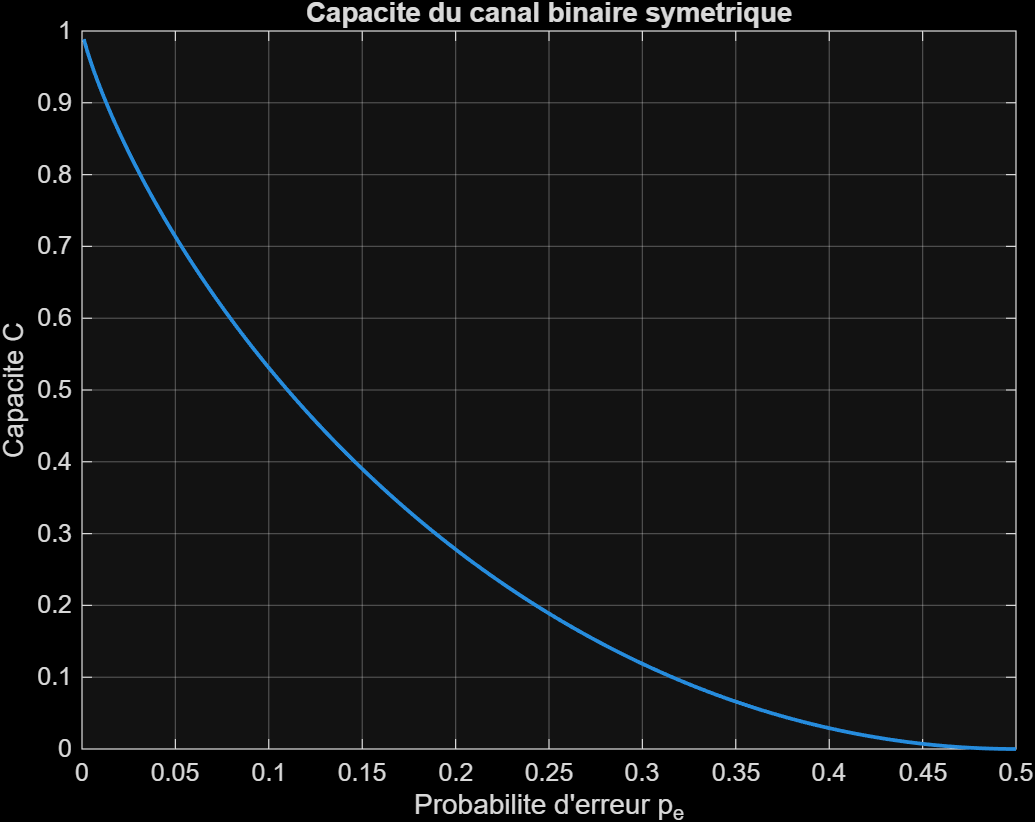 Capacite du canal binaire symetrique
1
0.9
0.8
0.7
0.6
0.5
0.4
0.3
0.2
0.1
0
Capacite C
0 0.05 0.1 0.15 0.2 0.25 0.3 0.35 0.4 0.45 0.5
Probabilite d'erreur pₑ